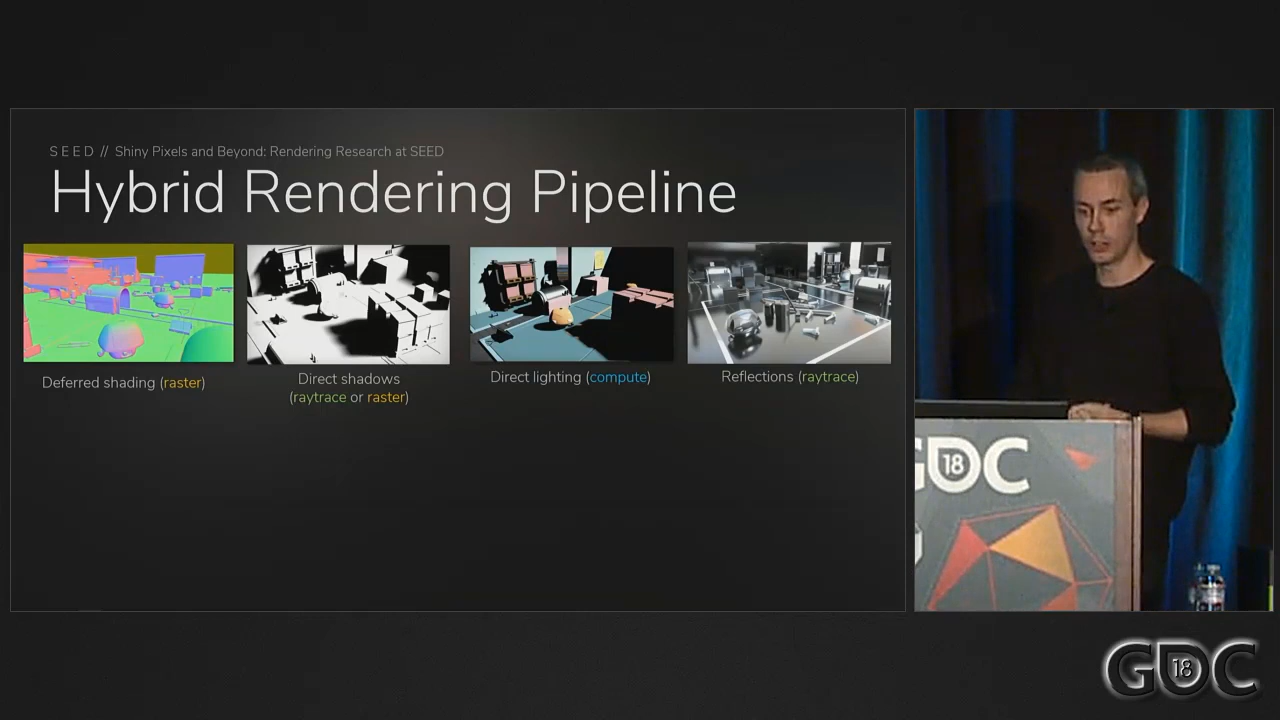 S E E D // Shiny Pixels and Beyond: Rendering Research at SEED
Hybrid Rendering Pipeline
Deferred shading (raster)
Direct shadows
(raytrace or raster)
Direct lighting (compute)
Reflections (raytrace)
GDC
18
GDC
18